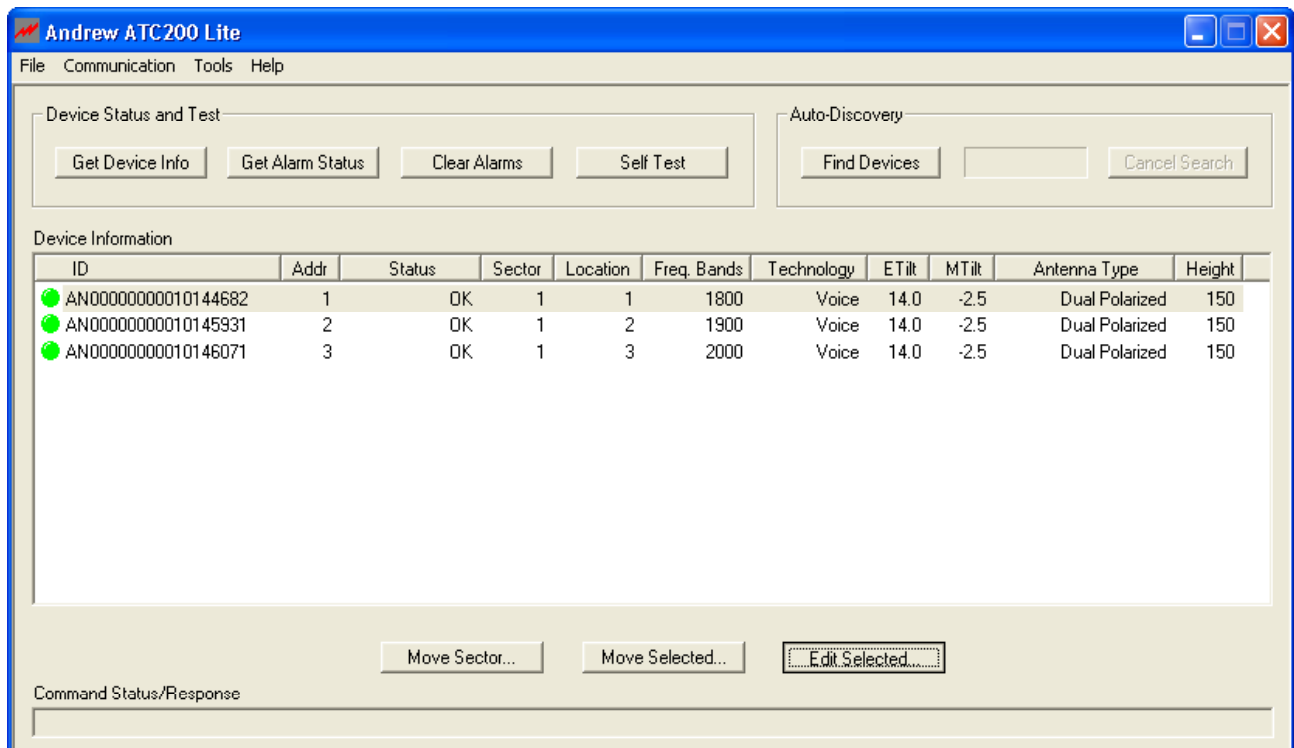 Andrew ATC200 Lite
File Communication Tools Help
Device Status and Test
Auto-Discovery
Get Device Info Get Alarm Status Clear Alarms Self Test Find Devices Cancel Search
Device Information
ID Addr Status Sector Location Freq. Bands Technology ETilt MTilt Antenna Type Height
AN00000000010144682 1 OK 1 1 1800 Voice 14.0 -2.5 Dual Polarized 150
AN00000000010145931 2 OK 1 2 1900 Voice 14.0 -2.5 Dual Polarized 150
AN00000000010146071 3 OK 1 3 2000 Voice 14.0 -2.5 Dual Polarized 150
Move Sector... Move Selected... Edit Selected...
Command Status/Response